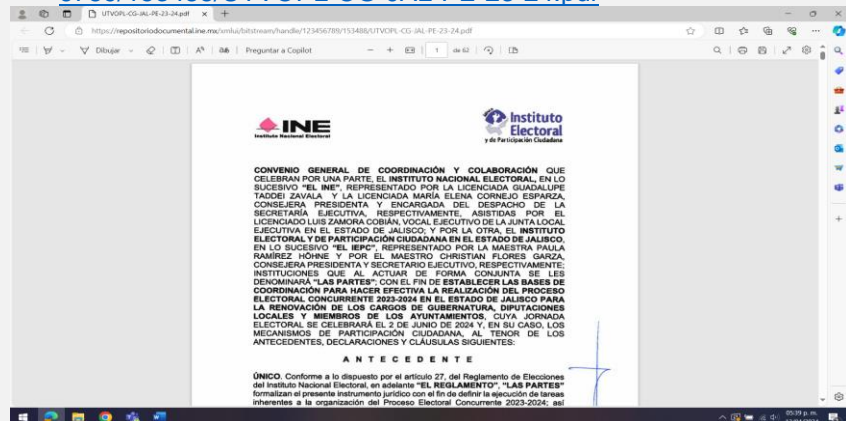 UTVOPL-CG-JAL-PE-23-24.pdf
https://repositoriodocumental.ine.mx/xmlui/bitstream/handle/123456789/153488/UTVOPL-CG-JAL-PE-23-24.pdf
Dibujar Preguntar a Copilot 1 de 62
INE
Instituto Nacional Electoral
Instituto
Electoral
y de Participación Ciudadana
CONVENIO GENERAL DE COORDINACIÓN Y COLABORACIÓN QUE
CELEBRAN POR UNA PARTE, EL INSTITUTO NACIONAL ELECTORAL, EN LO
SUCESIVO "EL INE", REPRESENTADO POR LA LICENCIADA GUADALUPE
TADDEI ZAVALA Y LA LICENCIADA MARÍA ELENA CORNEJO ESPARZA,
CONSEJERA PRESIDENTA Y ENCARGADA DEL DESPACHO DE LA
SECRETARÍA EJECUTIVA, RESPECTIVAMENTE, ASISTIDAS POR EL
LICENCIADO LUIS ZAMORA COBIÁN, VOCAL EJECUTIVO DE LA JUNTA LOCAL
EJECUTIVA EN EL ESTADO DE JALISCO; Y POR LA OTRA, EL INSTITUTO
ELECTORAL Y DE PARTICIPACIÓN CIUDADANA EN EL ESTADO DE JALISCO,
EN LO SUCESIVO "EL IEPC", REPRESENTADO POR LA MAESTRA PAULA
RAMÍREZ HÖHNE Y POR EL MAESTRO CHRISTIAN FLORES GARZA,
CONSEJERA PRESIDENTA Y SECRETARIO EJECUTIVO, RESPECTIVAMENTE;
INSTITUCIONES QUE AL ACTUAR DE FORMA CONJUNTA SE LES
DENOMINARÁ "LAS PARTES"; CON EL FIN DE ESTABLECER LAS BASES DE
COORDINACIÓN PARA HACER EFECTIVA LA REALIZACIÓN DEL PROCESO
ELECTORAL CONCURRENTE 2023-2024 EN EL ESTADO DE JALISCO PARA
LA RENOVACIÓN DE LOS CARGOS DE GUBERNATURA, DIPUTACIONES
LOCALES Y MIEMBROS DE LOS AYUNTAMIENTOS, CUYA JORNADA
ELECTORAL SE CELEBRARÁ EL 2 DE JUNIO DE 2024 Y, EN SU CASO, LOS
MECANISMOS DE PARTICIPACIÓN CIUDADANA, AL TENOR DE LOS
ANTECEDENTES, DECLARACIONES Y CLÁUSULAS SIGUIENTES:
A N T E C E D E N T E
ÚNICO. Conforme a lo dispuesto por el artículo 27, del Reglamento de Elecciones
del Instituto Nacional Electoral, en adelante "EL REGLAMENTO", "LAS PARTES"
formalizan el presente instrumento jurídico con el fin de definir la ejecución de tareas
inherentes a la organización del Proceso Electoral Concurrente 2023-2024; así
05:39 p. m.